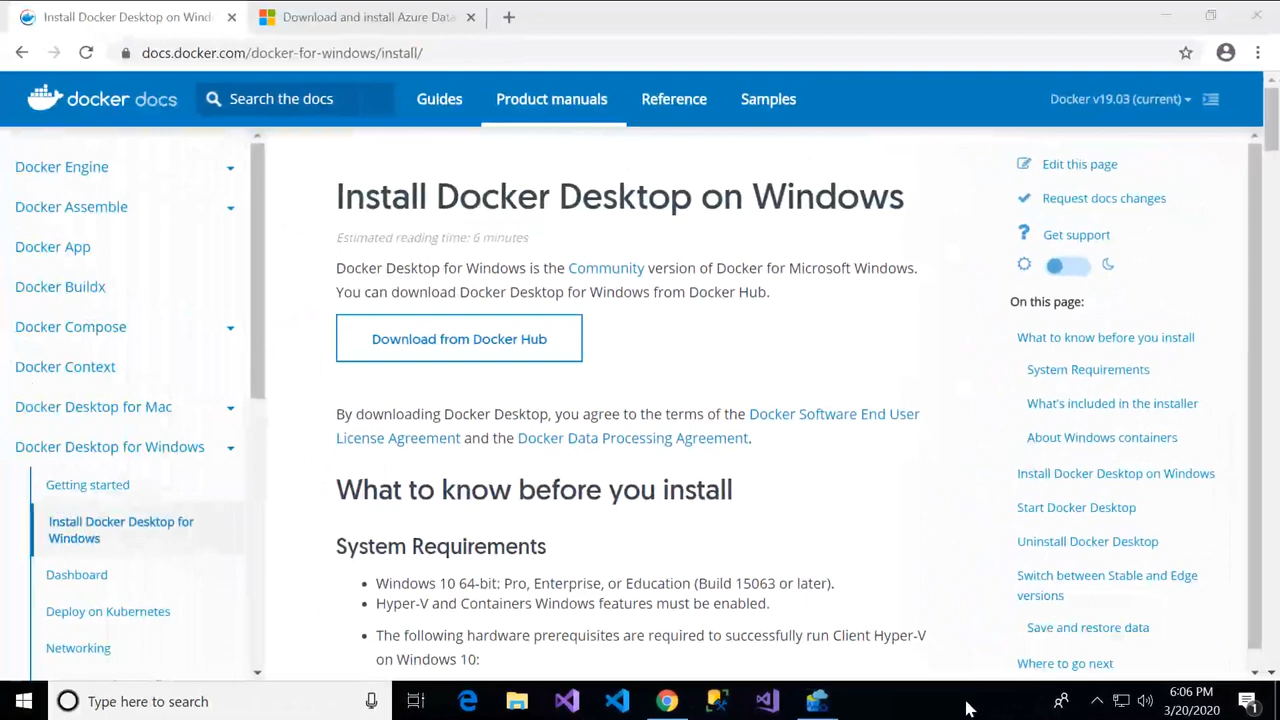 Install Docker Desktop on Wind
Download and install Azure Data
docs.docker.com/docker-for-windows/install/
docker docs
Search the docs
Guides
Product manuals
Reference
Samples
Docker v19.03 (current)
Docker Engine
Docker Assemble
Docker App
Docker Buildx
Docker Compose
Docker Context
Docker Desktop for Mac
Docker Desktop for Windows
Getting started
Install Docker Desktop for
Windows
Dashboard
Deploy on Kubernetes
Networking
Install Docker Desktop on Windows
Estimated reading time: 6 minutes
Docker Desktop for Windows is the Community version of Docker for Microsoft Windows.
You can download Docker Desktop for Windows from Docker Hub.
Download from Docker Hub
By downloading Docker Desktop, you agree to the terms of the Docker Software End User
License Agreement and the Docker Data Processing Agreement.
What to know before you install
System Requirements
• Windows 10 64-bit: Pro, Enterprise, or Education (Build 15063 or later).
• Hyper-V and Containers Windows features must be enabled.
• The following hardware prerequisites are required to successfully run Client Hyper-V
on Windows 10:
Edit this page
Request docs changes
Get support
On this page:
What to know before you install
System Requirements
What's included in the installer
About Windows containers
Install Docker Desktop on Windows
Start Docker Desktop
Uninstall Docker Desktop
Switch between Stable and Edge
versions
Save and restore data
Where to go next
Type here to search
6:06 PM
3/20/2020
1